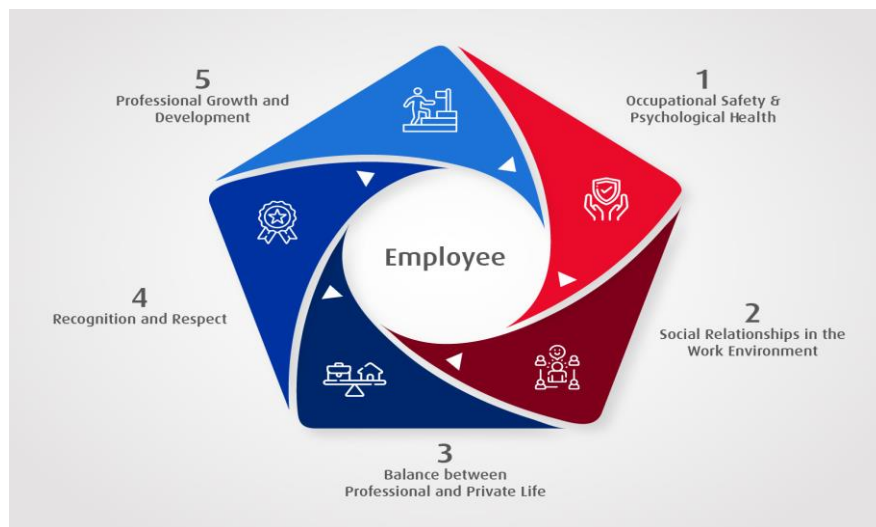 1
Occupational Safety &
Psychological Health
2
Social Relationships in the
Work Environment
3
Balance between
Professional and Private Life
4
Recognition and Respect
5
Professional Growth and
Development
Employee